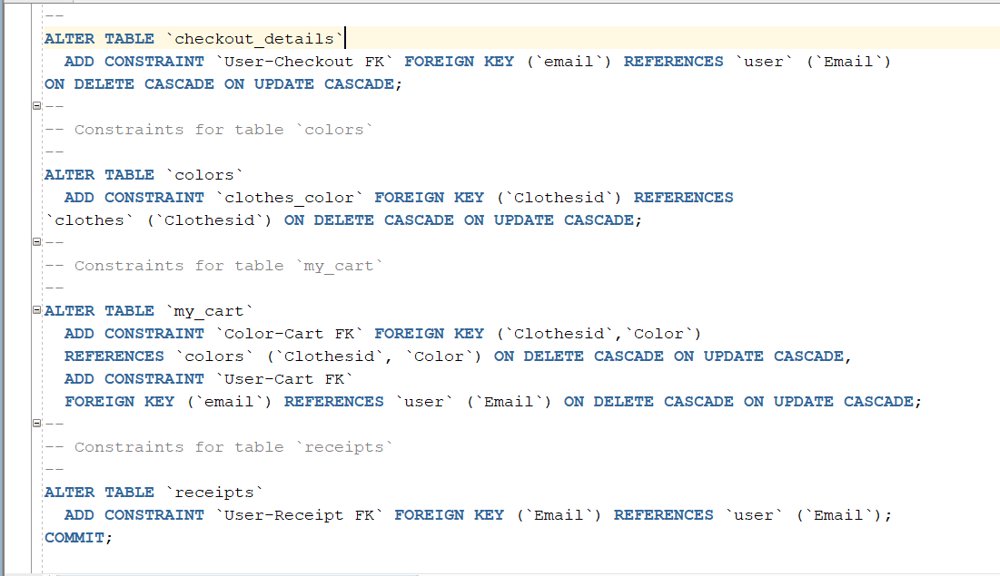 --
ALTER TABLE `checkout_details`
  ADD CONSTRAINT `User-Checkout FK` FOREIGN KEY (`email`) REFERENCES `user` (`Email`)
ON DELETE CASCADE ON UPDATE CASCADE;
--
-- Constraints for table `colors`
--
ALTER TABLE `colors`
  ADD CONSTRAINT `clothes_color` FOREIGN KEY (`Clothesid`) REFERENCES
`clothes` (`Clothesid`) ON DELETE CASCADE ON UPDATE CASCADE;
--
-- Constraints for table `my_cart`
--
ALTER TABLE `my_cart`
  ADD CONSTRAINT `Color-Cart FK` FOREIGN KEY (`Clothesid`,`Color`)
  REFERENCES `colors` (`Clothesid`, `Color`) ON DELETE CASCADE ON UPDATE CASCADE,
  ADD CONSTRAINT `User-Cart FK`
  FOREIGN KEY (`email`) REFERENCES `user` (`Email`) ON DELETE CASCADE ON UPDATE CASCADE;
--
-- Constraints for table `receipts`
--
ALTER TABLE `receipts`
  ADD CONSTRAINT `User-Receipt FK` FOREIGN KEY (`Email`) REFERENCES `user` (`Email`);
COMMIT;